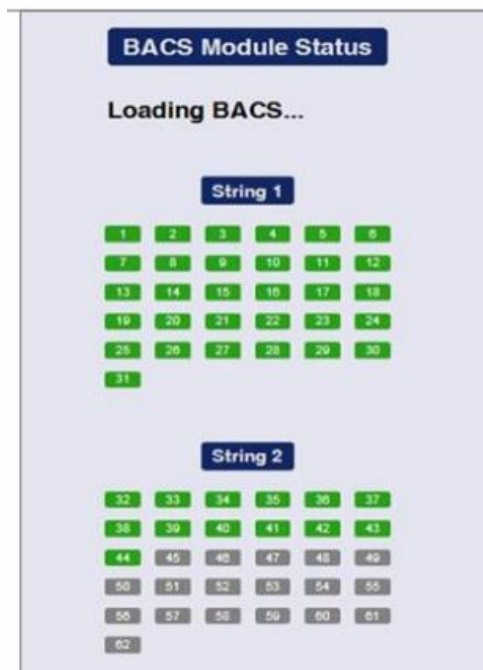 BACS Module Status
Loading BACS...
String 1
1 2 3 4 5 6
7 8 9 10 11 12
13 14 15 16 17 18
19 20 21 22 23 24
25 26 27 28 29 30
31
String 2
32 33 34 35 36 37
38 39 40 41 42 43
44 45 46 47 48 49
50 51 52 53 54 55
56 57 58 59 60 61
62